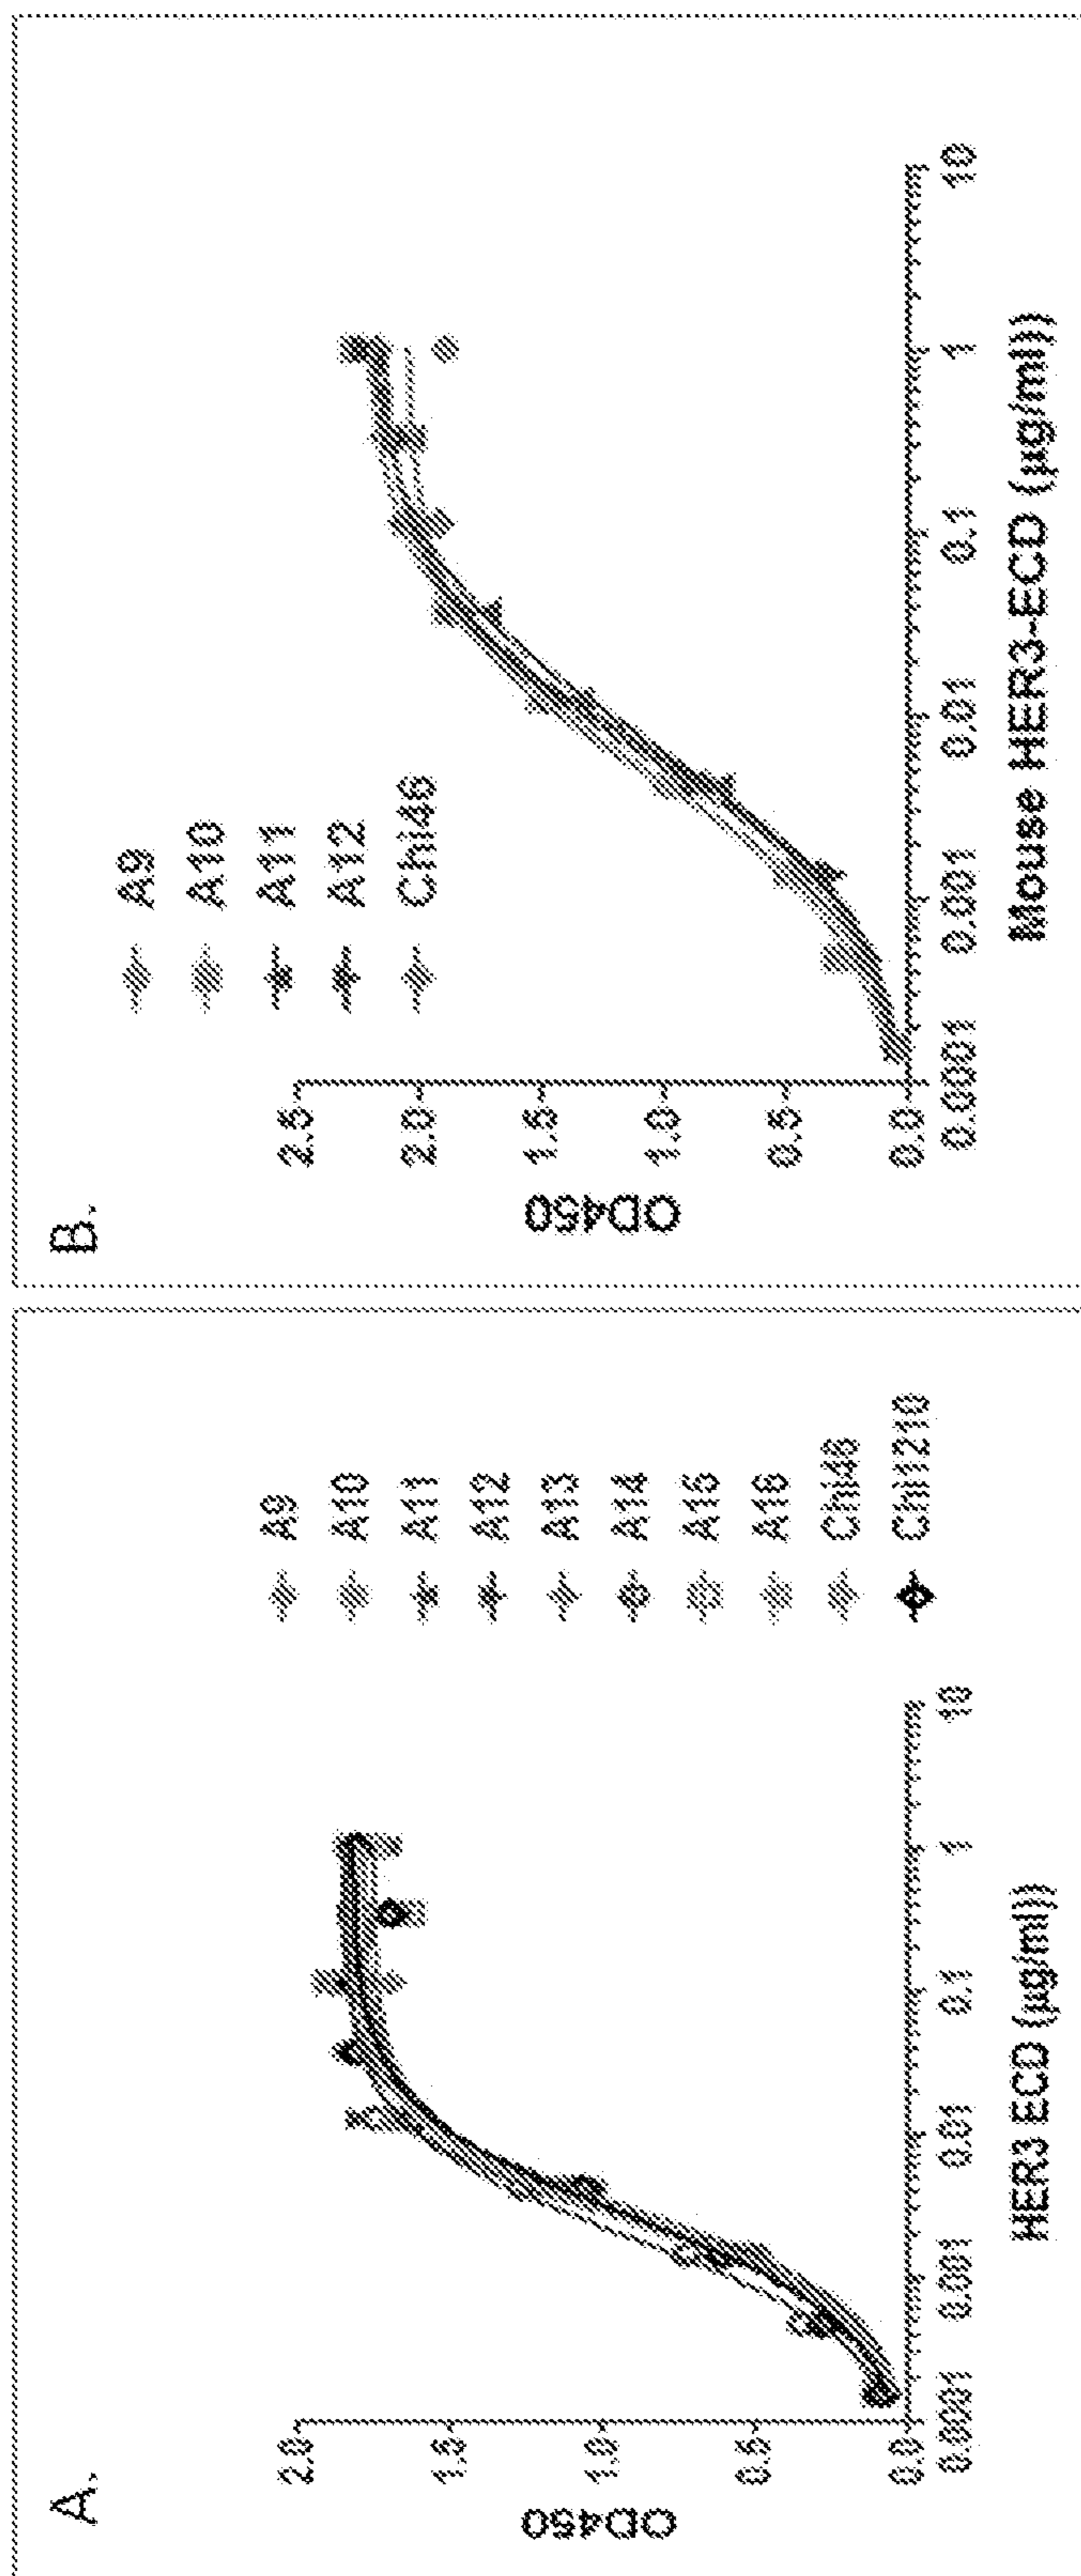 A.
OD450
2.0
1.5
1.0
0.5
0.0
0.0001
0.001
0.01
0.1
1
10
HER3 ECD (µg/ml))
A9
A10
A11
A12
A13
A14
A15
A16
Chi46
Chi1210
B.
OD450
2.5
2.0
1.5
1.0
0.5
0.0
0.0001
0.001
0.01
0.1
1
10
Mouse HER3-ECD (µg/ml))
A9
A10
A11
A12
Chi46